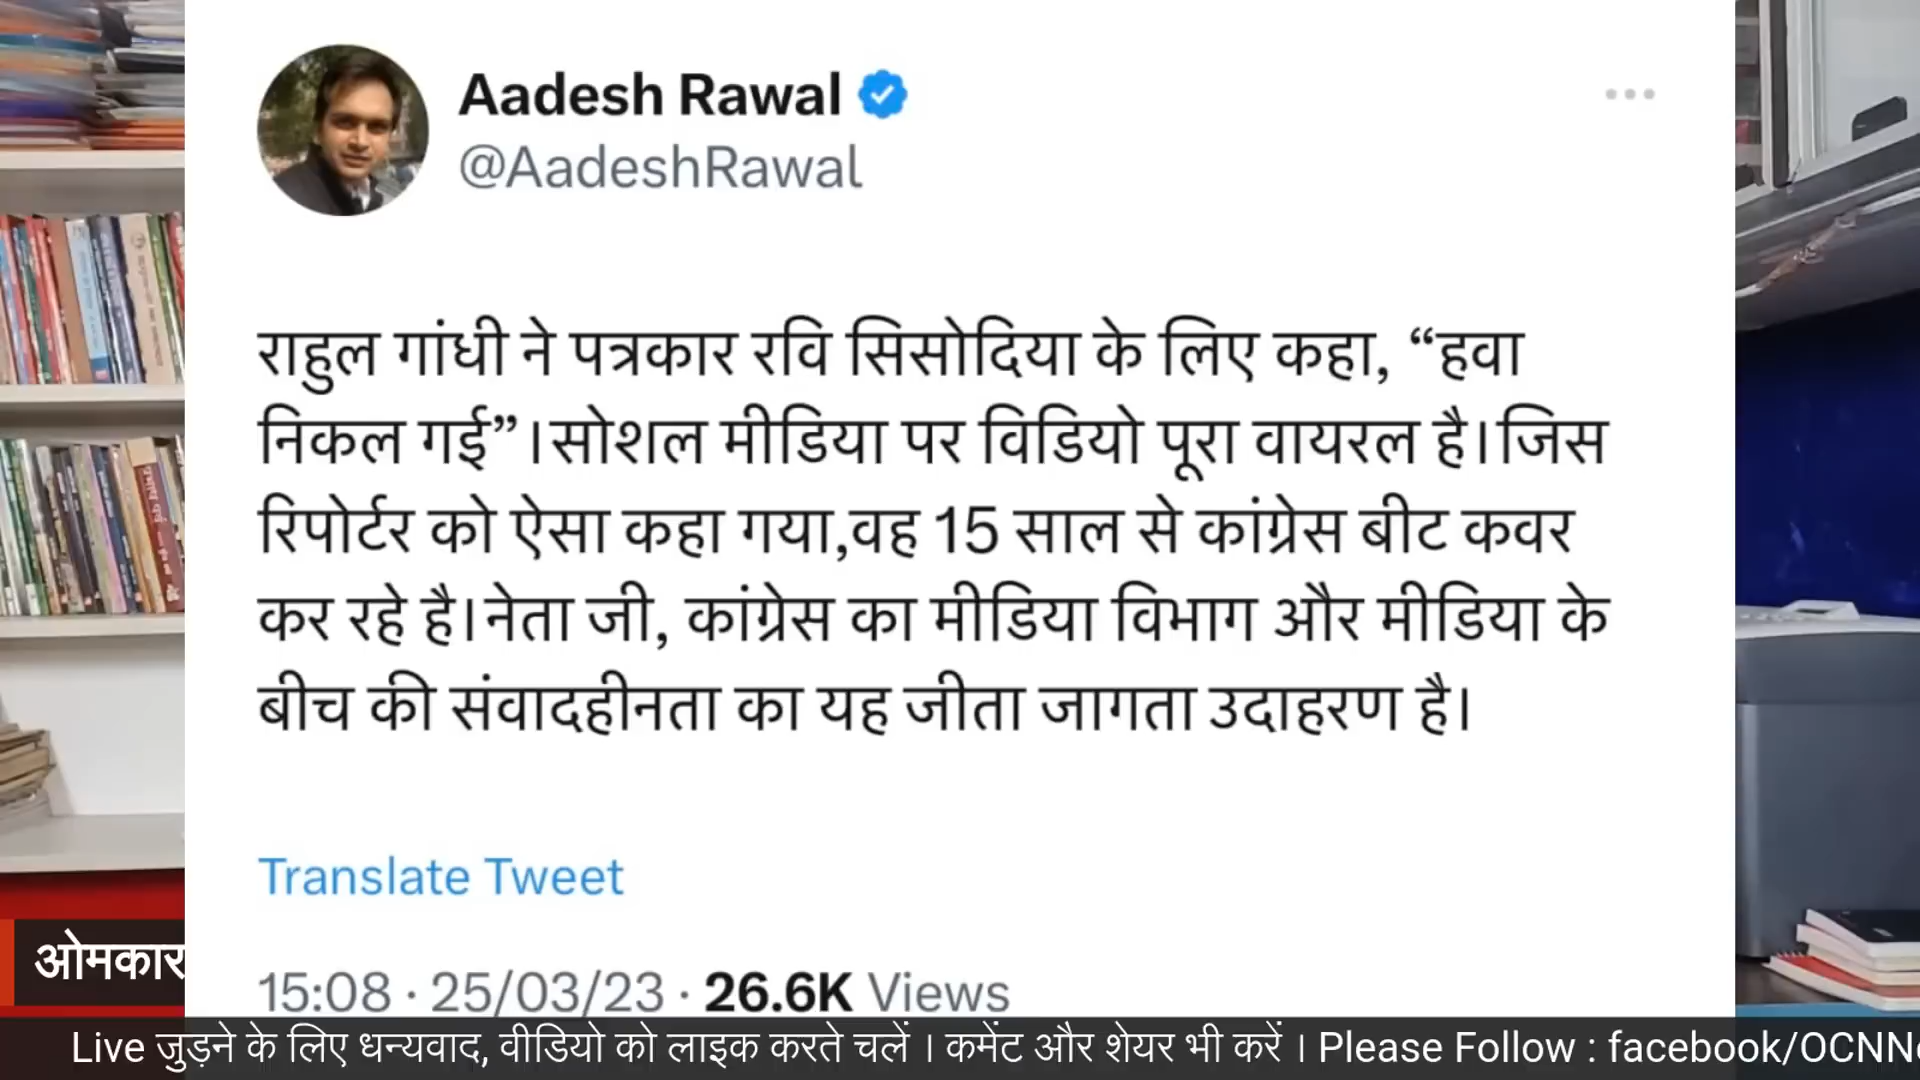 Aadesh Rawal
@AadeshRawal
राहुल गांधी ने पत्रकार रवि सिसोदिया के लिए कहा, “हवा
निकल गई”।सोशल मीडिया पर विडियो पूरा वायरल है।जिस
रिपोर्टर को ऐसा कहा गया,वह 15 साल से कांग्रेस बीट कवर
कर रहे है।नेता जी, कांग्रेस का मीडिया विभाग और मीडिया के
बीच की संवादहीनता का यह जीता जागता उदाहरण है।
Translate Tweet
15:08 · 25/03/23 · 26.6K Views
ओमकार
Live जुड़ने के लिए धन्यवाद, वीडियो को लाइक करते चलें । कमेंट और शेयर भी करें । Please Follow : facebook/OCNN